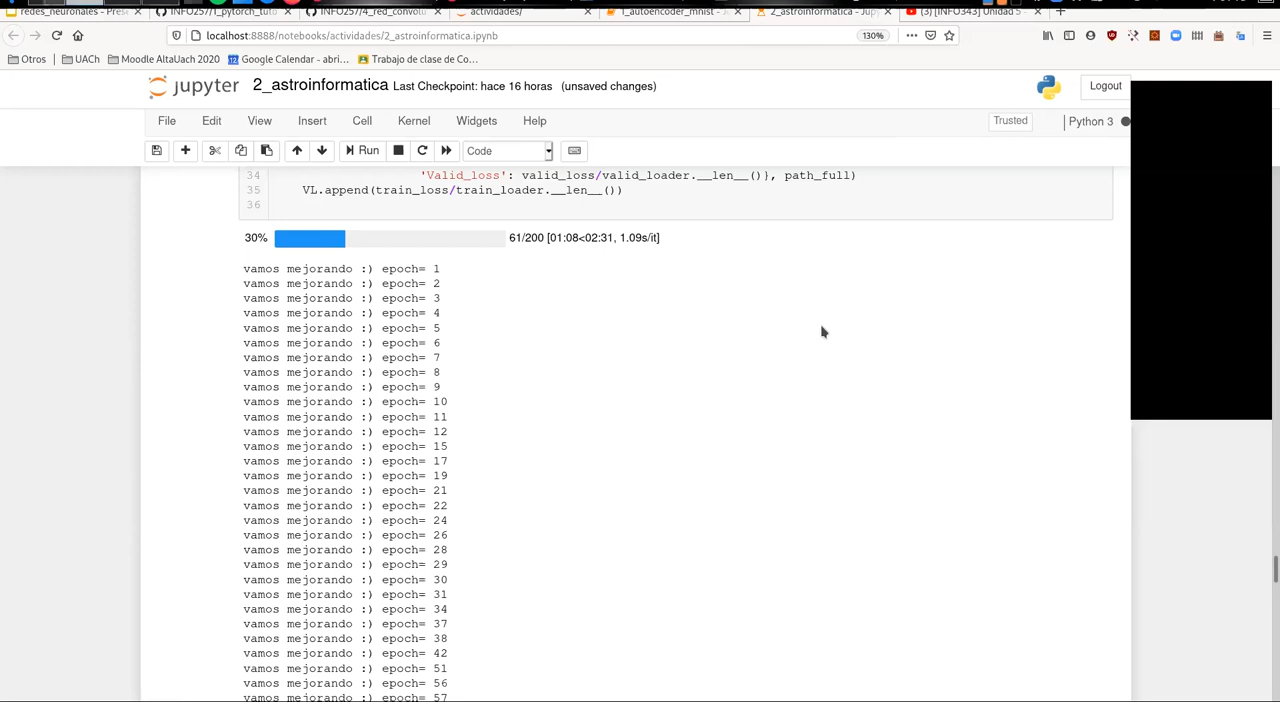 redes_neuronales - Pres
INFO257/1_pytorch_tuto
INFO257/4_red_convolu
actividades/
1_autoencoder_mnist - J
2_astroinformatica - Jup
(3) [INFO343] Unidad 5 -
localhost:8888/notebooks/actividades/2_astroinformatica.ipynb
130%
Otros
UACh
Moodle AltaUach 2020
Google Calendar - abri...
Trabajo de clase de Co...
jupyter 2_astroinformatica Last Checkpoint: hace 16 horas (unsaved changes)
Logout
File Edit View Insert Cell Kernel Widgets Help
Trusted
Python 3
Run
Code
34 'Valid_loss': valid_loss/valid_loader.__len__()}, path_full)
35 VL.append(train_loss/train_loader.__len__())
36
30% 61/200 [01:08<02:31, 1.09s/it]
vamos mejorando :) epoch= 1
vamos mejorando :) epoch= 2
vamos mejorando :) epoch= 3
vamos mejorando :) epoch= 4
vamos mejorando :) epoch= 5
vamos mejorando :) epoch= 6
vamos mejorando :) epoch= 7
vamos mejorando :) epoch= 8
vamos mejorando :) epoch= 9
vamos mejorando :) epoch= 10
vamos mejorando :) epoch= 11
vamos mejorando :) epoch= 12
vamos mejorando :) epoch= 15
vamos mejorando :) epoch= 17
vamos mejorando :) epoch= 19
vamos mejorando :) epoch= 21
vamos mejorando :) epoch= 22
vamos mejorando :) epoch= 24
vamos mejorando :) epoch= 26
vamos mejorando :) epoch= 28
vamos mejorando :) epoch= 29
vamos mejorando :) epoch= 30
vamos mejorando :) epoch= 31
vamos mejorando :) epoch= 34
vamos mejorando :) epoch= 37
vamos mejorando :) epoch= 38
vamos mejorando :) epoch= 42
vamos mejorando :) epoch= 51
vamos mejorando :) epoch= 56
vamos mejorando :) epoch= 57